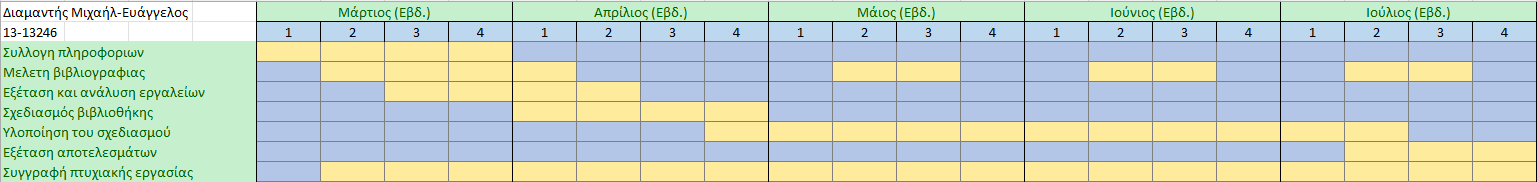 Διαμαντής Μιχαήλ-Ευάγγελος Μάρτιος (Εβδ.) Απρίλιος (Εβδ.) Μάιος (Εβδ.) Ιούνιος (Εβδ.) Ιούλιος (Εβδ.)
13-13246 1 2 3 4 1 2 3 4 1 2 3 4 1 2 3 4 1 2 3 4
Συλλογη πληροφοριων
Μελετη βιβλιογραφιας
Εξέταση και ανάλυση εργαλείων
Σχεδιασμός βιβλιοθήκης
Υλοποίηση του σχεδιασμού
Εξέταση αποτελεσμάτων
Συγγραφή πτυχιακής εργασίας